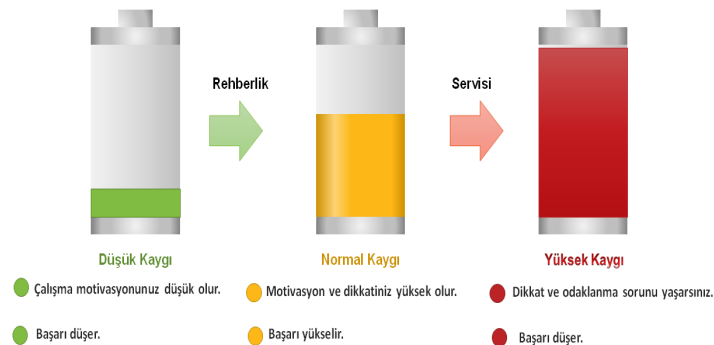 Rehberlik
Servisi
Düşük Kaygı
Normal Kaygı
Yüksek Kaygı
Çalışma motivasyonunuz düşük olur.
Motivasyon ve dikkatiniz yüksek olur.
Dikkat ve odaklanma sorunu yaşarsınız.
Başarı düşer.
Başarı yükselir.
Başarı düşer.